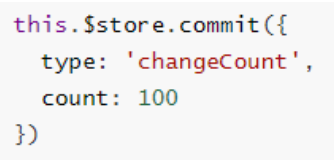 this.$store.commit({
  type: 'changeCount',
  count: 100
})